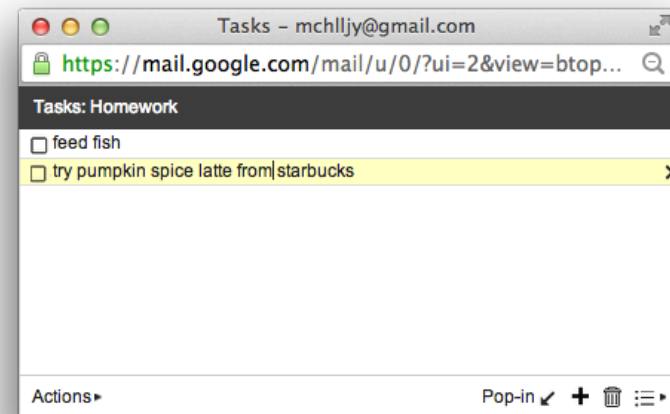 Tasks – mchlljy@gmail.com
https://mail.google.com/mail/u/0/?ui=2&view=btop...
Tasks: Homework
feed fish
try pumpkin spice latte from starbucks
Actions
Pop-in